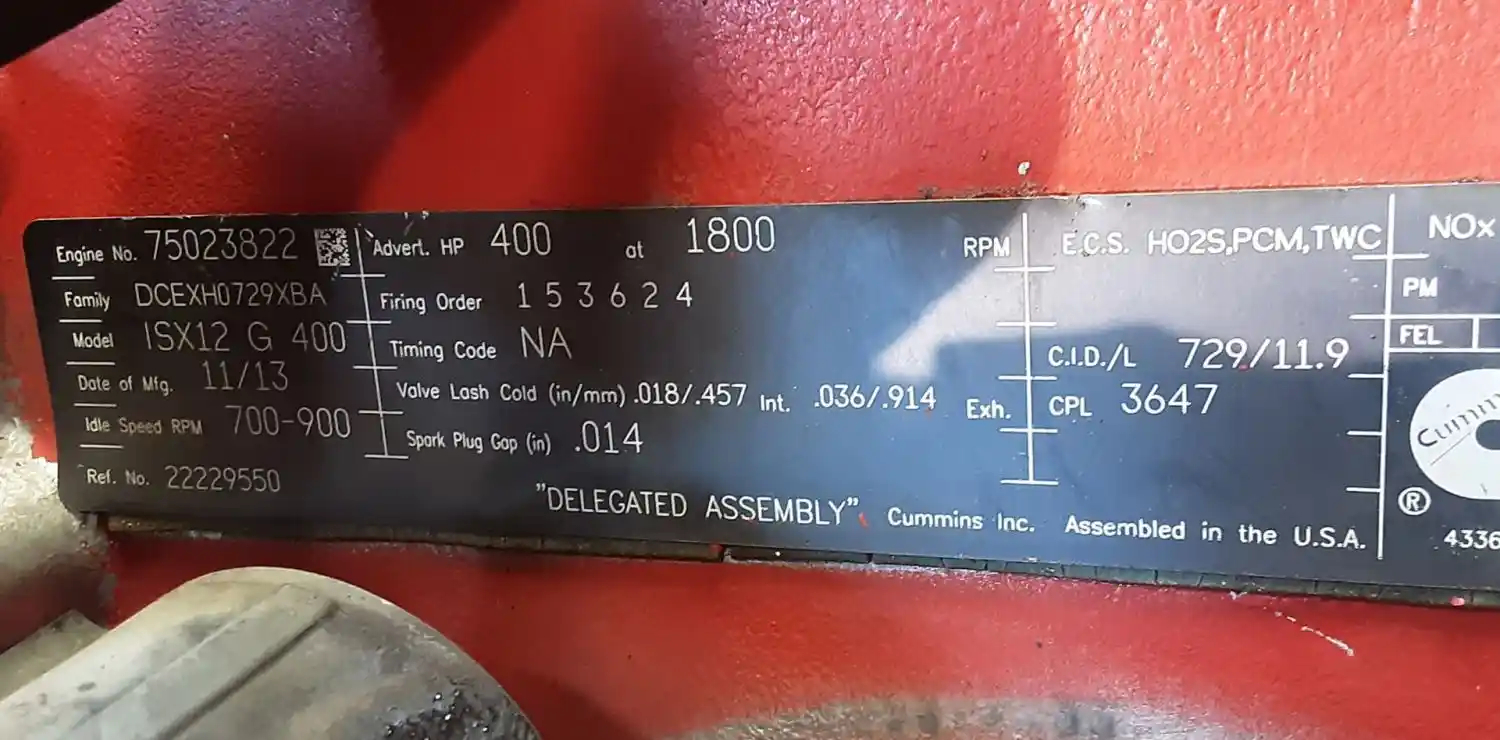 Engine No. 75023822
Family DCEXH0729XBA
Model ISX12 G 400
Date of Mfg. 11/13
Idle Speed RPM 700-900
Ref. No. 22229550
Advert. HP 400 at 1800 RPM
Firing Order 1 5 3 6 2 4
Timing Code NA
Valve Lash Cold (in/mm) .018/.457 Int. .036/.914 Exh.
Spark Plug Gap (in) .014
"DELEGATED ASSEMBLY" Cummins Inc. Assembled in the U.S.A.
E.C.S. HO2S,PCM,TWC
C.I.D./L 729/11.9
CPL 3647
NOx
PM
FEL
Cumm
®
4336